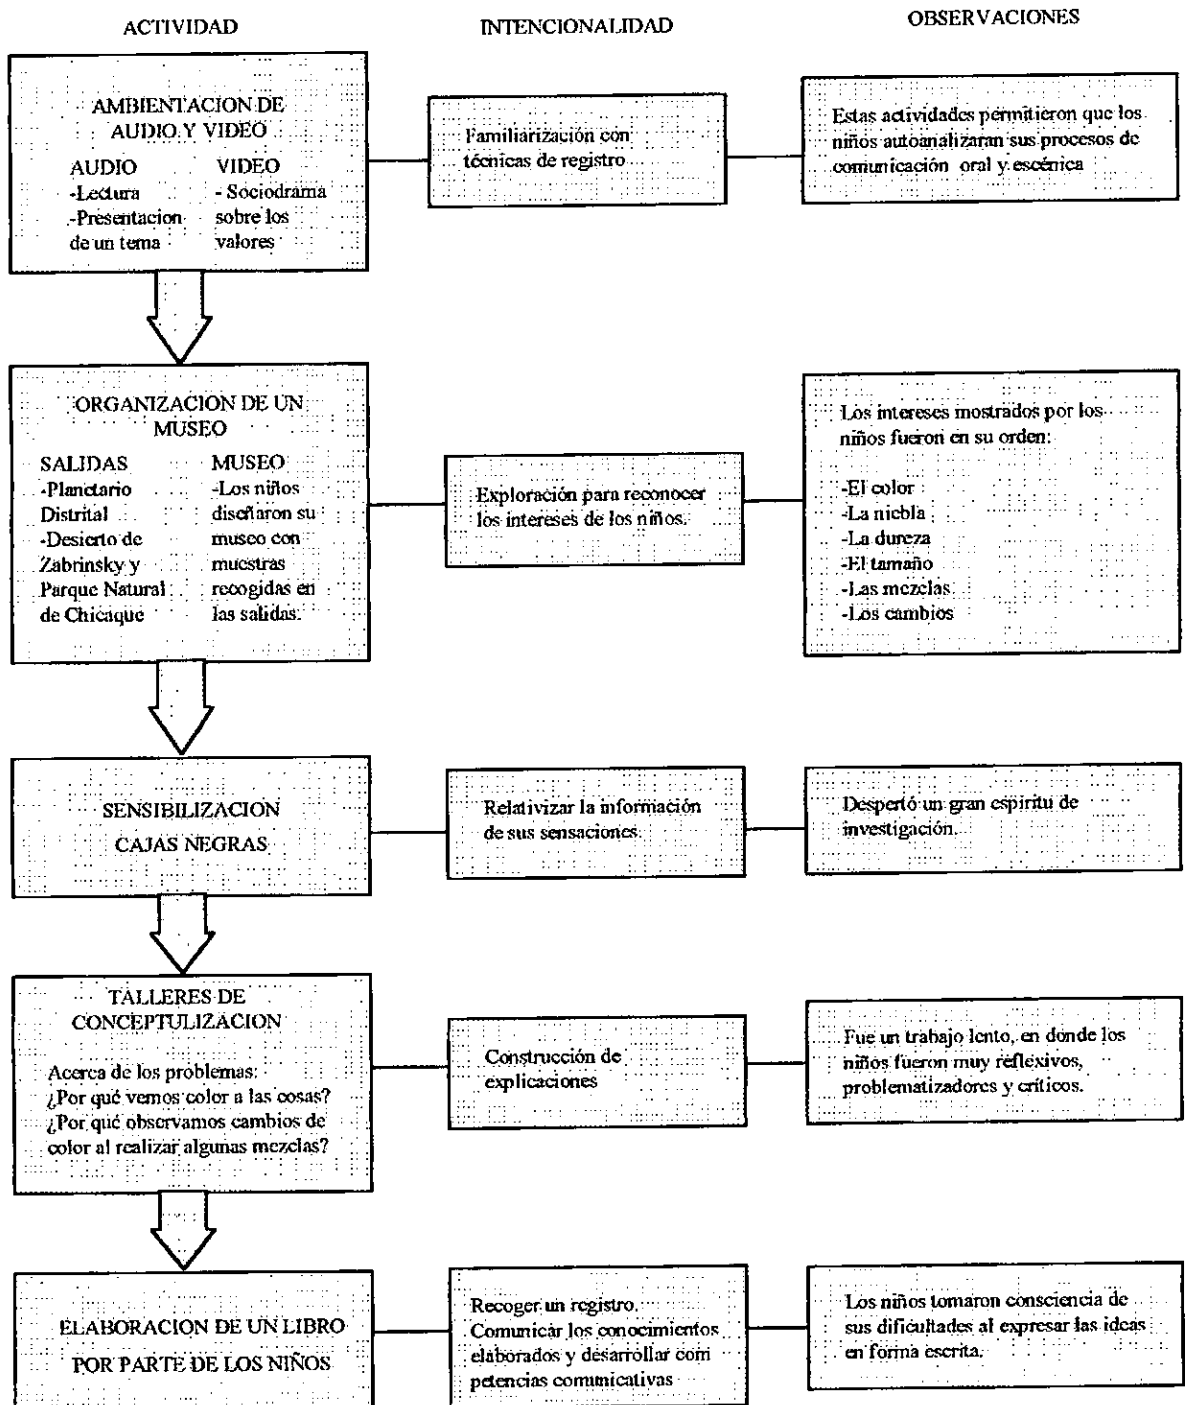 ACTIVIDAD
INTENCIONALIDAD
OBSERVACIONES
AMBIENTACION DE
AUDIO Y VIDEO
AUDIO
-Lectura
-Presentacion
de un tema
VIDEO
- Sociodrama
sobre los
valores
Familiarización con
técnicas de registro
Estas actividades permitieron que los
niños autoanalizaran sus procesos de
comunicación oral y escénica
ORGANIZACION DE UN
MUSEO
SALIDAS
-Planetario
Distrital
-Desierto de
Zabrinsky y
Parque Natural
de Chicaque
MUSEO
-Los niños
diseñaron su
museo con
muestras
recogidas en
las salidas.
Exploración para reconocer
los intereses de los niños.
Los intereses mostrados por los
niños fueron en su orden:
-El color
-La niebla
-La dureza
-El tamaño
-Las mezclas
-Los cambios
SENSIBILIZACION
CAJAS NEGRAS
Relativizar la información
de sus sensaciones.
Despertó un gran espíritu de
investigación.
TALLERES DE
CONCEPTULIZACION
Acerca de los problemas:
¿Por qué vemos color a las cosas?
¿Por qué observamos cambios de
color al realizar algunas mezclas?
Construcción de
explicaciones
Fue un trabajo lento, en donde los
niños fueron muy reflexivos,
problematizadores y críticos.
ELABORACION DE UN LIBRO
POR PARTE DE LOS NIÑOS
Recoger un registro.
Comunicar los conocimientos
elaborados y desarrollar com
petencias comunicativas
Los niños tomaron consciencia de
sus dificultades al expresar las ideas
en forma escrita.